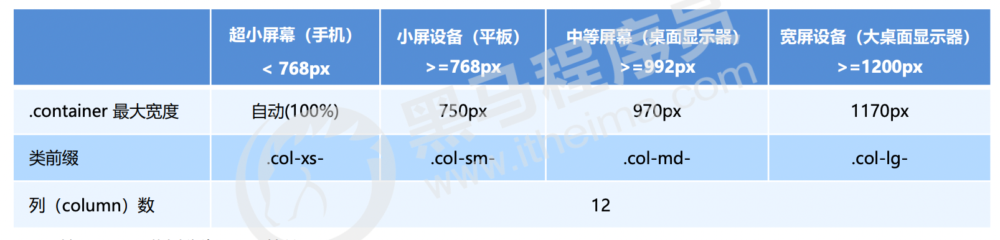 超小屏幕（手机）
< 768px
小屏设备（平板）
>=768px
中等屏幕（桌面显示器）
>=992px
宽屏设备（大桌面显示器）
>=1200px
.container 最大宽度
自动(100%)
750px
970px
1170px
类前缀
.col-xs-
.col-sm-
.col-md-
.col-lg-
列（column）数
12
黑马程序员
www.itheima.com